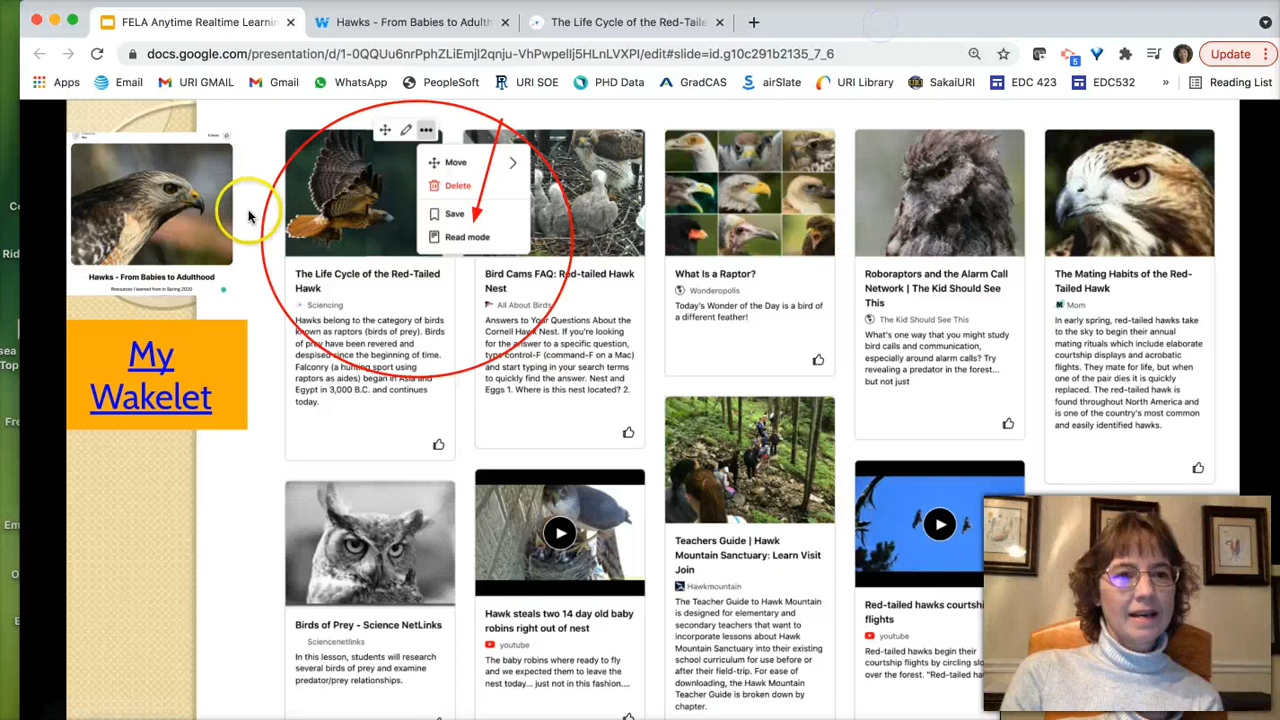 FELA Anytime Realtime Learnin
Hawks - From Babies to Adulth
The Life Cycle of the Red-Taile
docs.google.com/presentation/d/1-0QQUu6nrPphZLiEmjI2qnju-VhPwpelIj5HLnLVXPI/edit#slide=id.g10c291b2135_7_6
Update
Apps
Email
URI GMAIL
Gmail
WhatsApp
PeopleSoft
URI SOE
PHD Data
GradCAS
airSlate
URI Library
SakaiURI
EDC 423
EDC532
»
Reading List
5
Hawks - From Babies to Adulthood
Resources I learned from in Spring 2020
My
Wakelet
Move
Delete
Save
Read mode
The Life Cycle of the Red-Tailed
Hawk
Sciencing
Hawks belong to the category of birds
known as raptors (birds of prey). Birds
of prey have been revered and
despised since the beginning of time.
Falconry (a hunting sport using
raptors as aides) began in Asia and
Egypt in 3,000 B.C. and continues
today.
Bird Cams FAQ: Red-tailed Hawk
Nest
All About Birds
Answers to Your Questions About the
Cornell Hawk Nest. If you're looking
for the answer to a specific question,
type control-F (command-F on a Mac)
and start typing in your search terms
to quickly find the answer. Nest and
Eggs 1. Where is this nest located? 2.
What Is a Raptor?
Wonderopolis
Today's Wonder of the Day is a bird of
a different feather!
Roboraptors and the Alarm Call
Network | The Kid Should See
This
The Kid Should See This
What's one way that you might study
bird calls and communication,
especially around alarm calls? Try
revealing a predator in the forest...
but not just
The Mating Habits of the Red-
Tailed Hawk
Mom
In early spring, red-tailed hawks take
to the sky to begin their annual
mating rituals which include elaborate
courtship displays and acrobatic
flights. They mate for life, but when
one of the pair dies it is quickly
replaced. The red-tailed hawk is
found throughout North America and
is one of the country's most common
and easily identified hawks.
Birds of Prey - Science NetLinks
Sciencenetlinks
In this lesson, students will research
several birds of prey and examine
predator/prey relationships.
Hawk steals two 14 day old baby
robins right out of nest
youtube
The baby robins where ready to fly
and we expected them to leave the
nest today... just not in this fashion....
Teachers Guide | Hawk
Mountain Sanctuary: Learn Visit
Join
Hawkmountain
The Teacher Guide to Hawk Mountain
is designed for elementary and
secondary teachers that want to
incorporate lessons about Hawk
Mountain Sanctuary into their existing
school curriculum for use before or
after their field-trip. For ease of
downloading, the Hawk Mountain
Teacher Guide is broken down by
chapter.
Red-tailed hawks courtshi
flights
youtube
Red-tailed hawks begin their
courtship flights by circling slo
over the forest. "Red-tailed ha